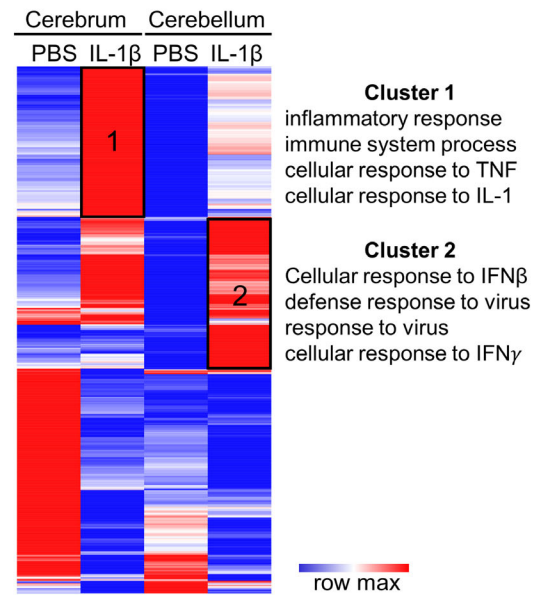 Cerebrum Cerebellum
PBS IL-1β PBS IL-1β
1
Cluster 1
inflammatory response
immune system process
cellular response to TNF
cellular response to IL-1
2
Cluster 2
Cellular response to IFNβ
defense response to virus
response to virus
cellular response to IFNγ
row max